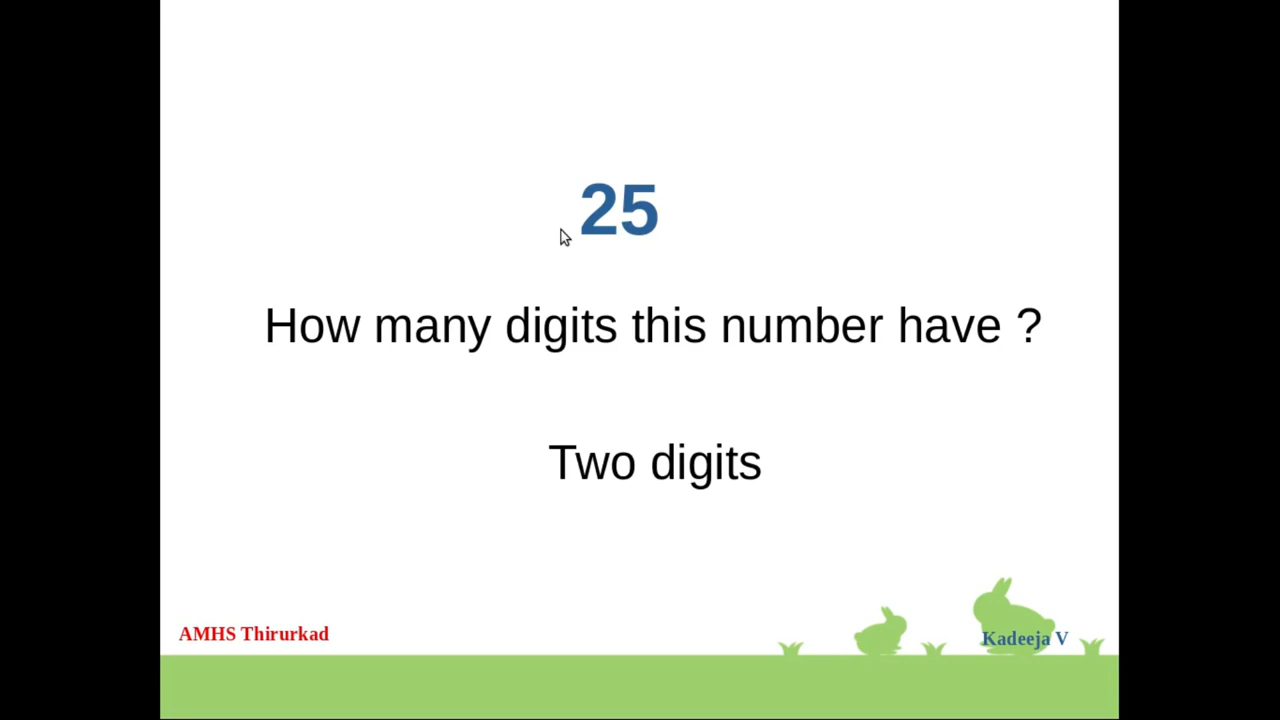 25
How many digits this number have ?
Two digits
AMHS Thirurkad
Kadeeja V